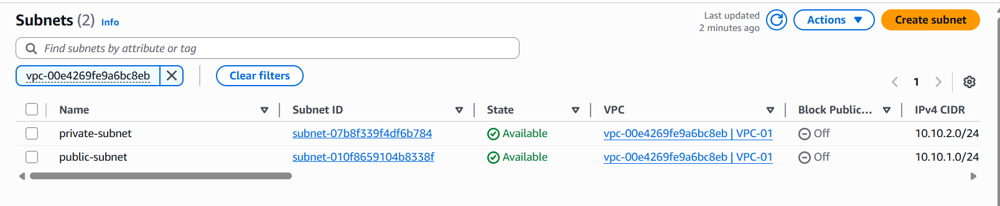 Subnets (2) Info
Last updated
2 minutes ago
Actions
Create subnet
Find subnets by attribute or tag
vpc-00e4269fe9a6bc8eb
Clear filters
1
Name Subnet ID State VPC Block Public... IPv4 CIDR
private-subnet subnet-07b8f339f4df6b784 Available vpc-00e4269fe9a6bc8eb | VPC-01 Off 10.10.2.0/24
public-subnet subnet-010f8659104b8338f Available vpc-00e4269fe9a6bc8eb | VPC-01 Off 10.10.1.0/24